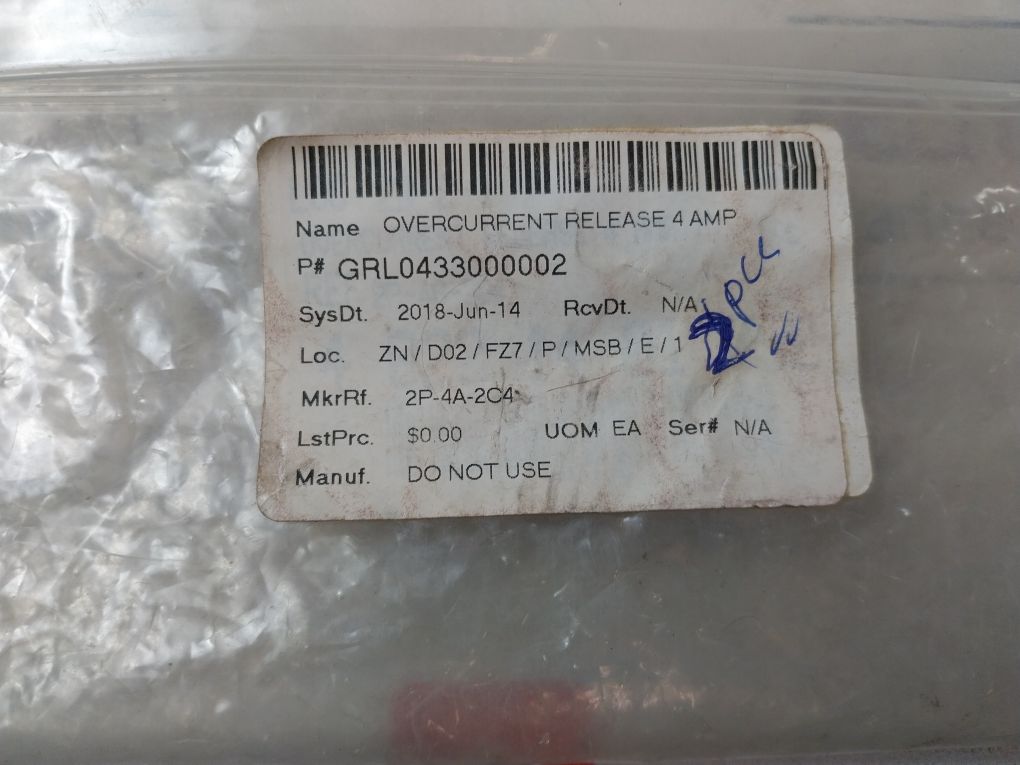 Name OVERCURRENT RELEASE 4 AMP
P# GRL0433000002
SysDt. 2018-Jun-14 RcvDt. N/A
Loc. ZN / D02 / FZ7 / P / MSB / E / 1
MkrRf. 2P-4A-2C4
LstPrc. $0.00 UOM EA Ser# N/A
Manuf. DO NOT USE